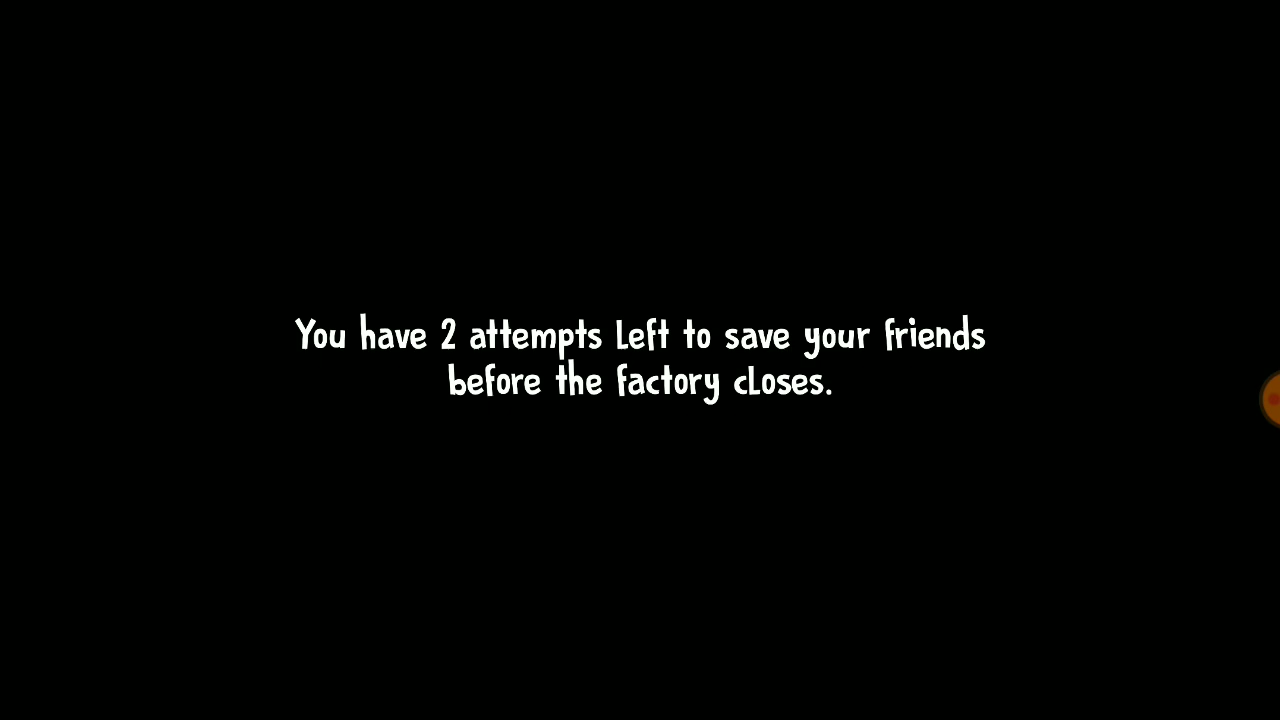 You have 2 attempts left to save your friends
before the factory closes.